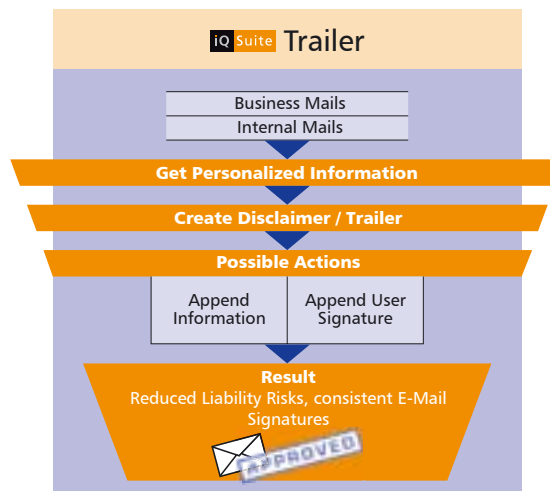 iQ Suite Trailer
Business Mails
Internal Mails
Get Personalized Information
Create Disclaimer / Trailer
Possible Actions
Append
Information
Append User
Signature
Result
Reduced Liability Risks, consistent E-Mail
Signatures
APPROVED